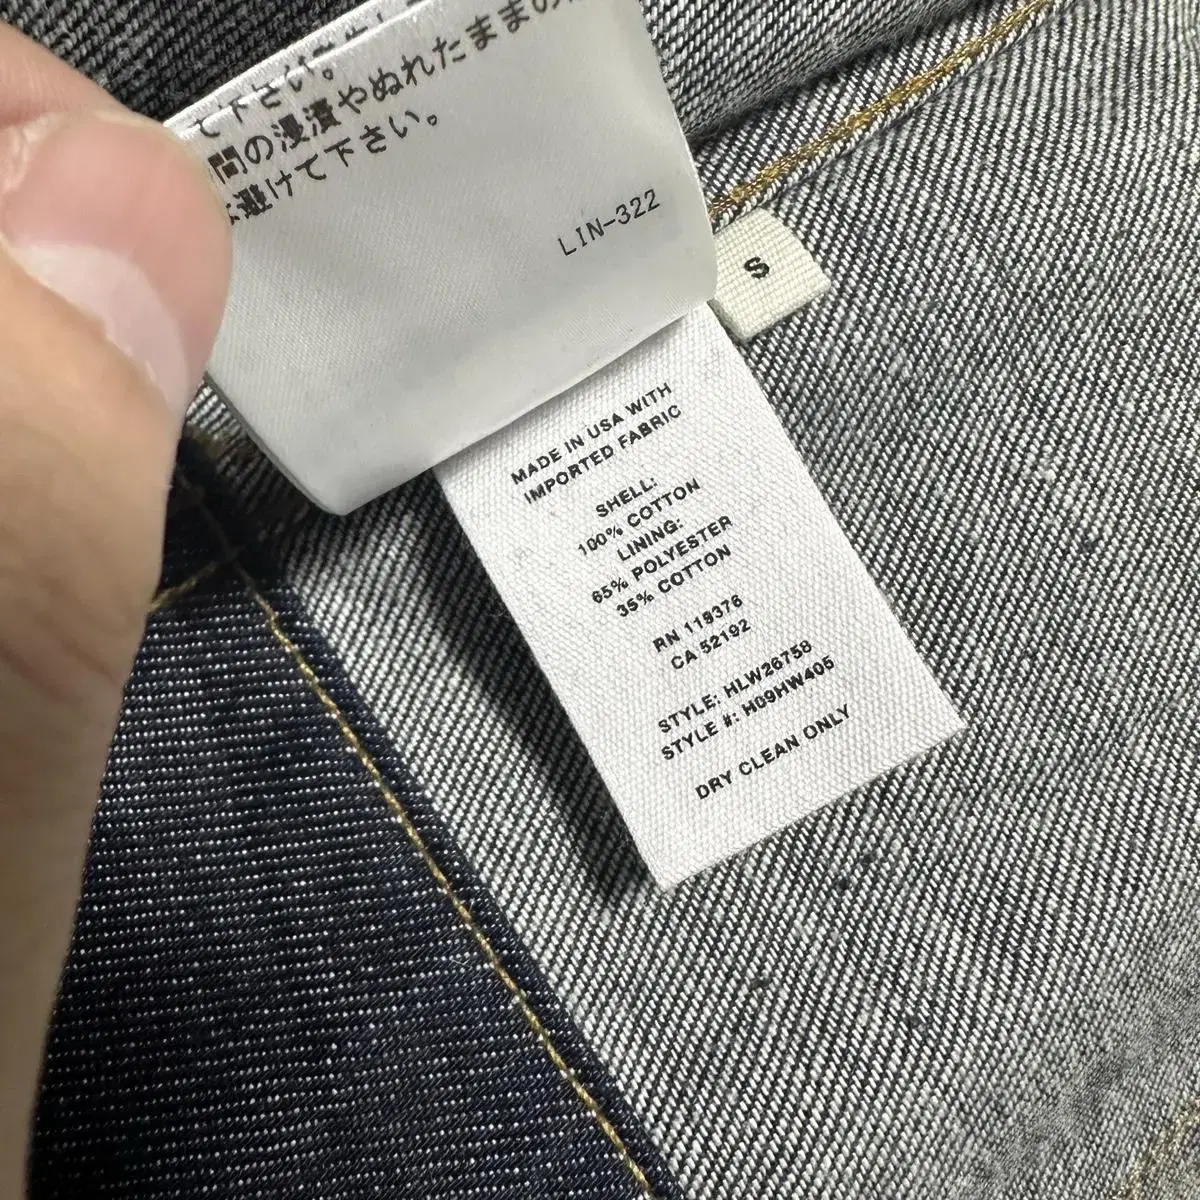 て下さい。
間の浸漬やぬれたままの
は避けて下さい。
LIN-322
S
MADE IN USA WITH
IMPORTED FABRIC
SHELL:
100% COTTON
LINING:
65% POLYESTER
35% COTTON
RN 119376
CA 52192
STYLE: HLW26758
STYLE #: H09HW405
DRY CLEAN ONLY